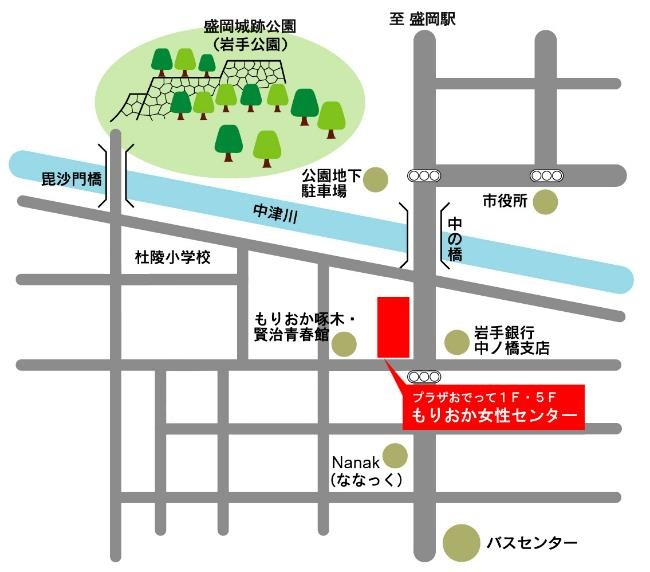 盛岡城跡公園
（岩手公園）
至 盛岡駅
毘沙門橋
公園地下
駐車場
市役所
中津川
中の橋
杜陵小学校
もりおか啄木・
賢治青春館
岩手銀行
中ノ橋支店
プラザおでって１Ｆ・５Ｆ
もりおか女性センター
Nanak
（ななっく）
バスセンター